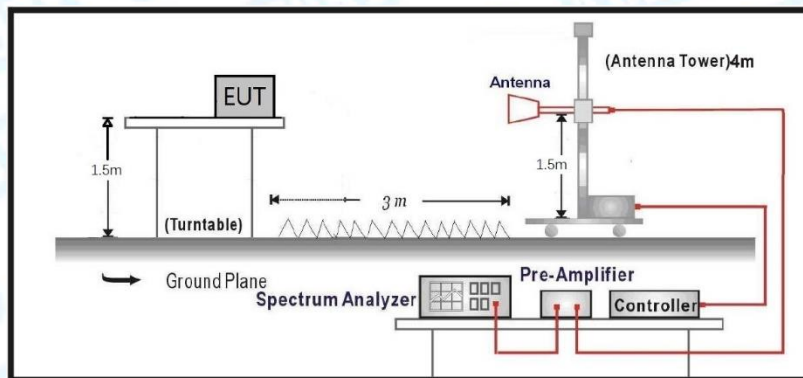 (Antenna Tower)4m
Antenna
EUT
1.5m
1.5m
3 m
(Turntable)
Ground Plane
Pre-Amplifier
Spectrum Analyzer
Controller